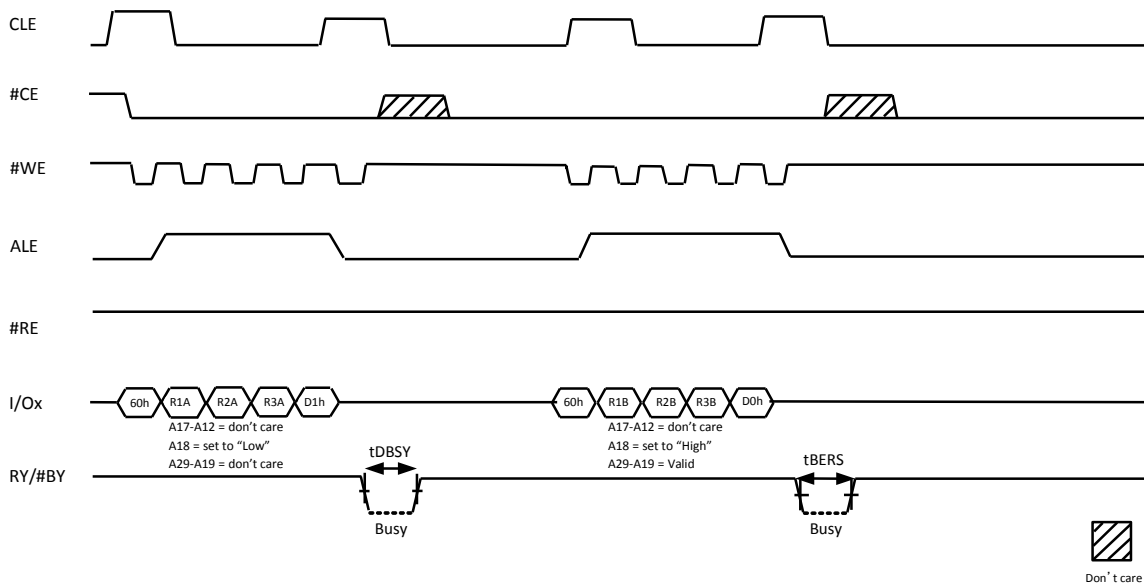 CLE
#CE
#WE
ALE
#RE
I/Ox 60h R1A R2A R3A D1h 60h R1B R2B R3B D0h
A17-A12 = don't care A17-A12 = don't care
A18 = set to “Low” A18 = set to “High”
A29-A19 = don't care A29-A19 = Valid
tDBSY tBERS
RY/#BY
Busy Busy
Don't care